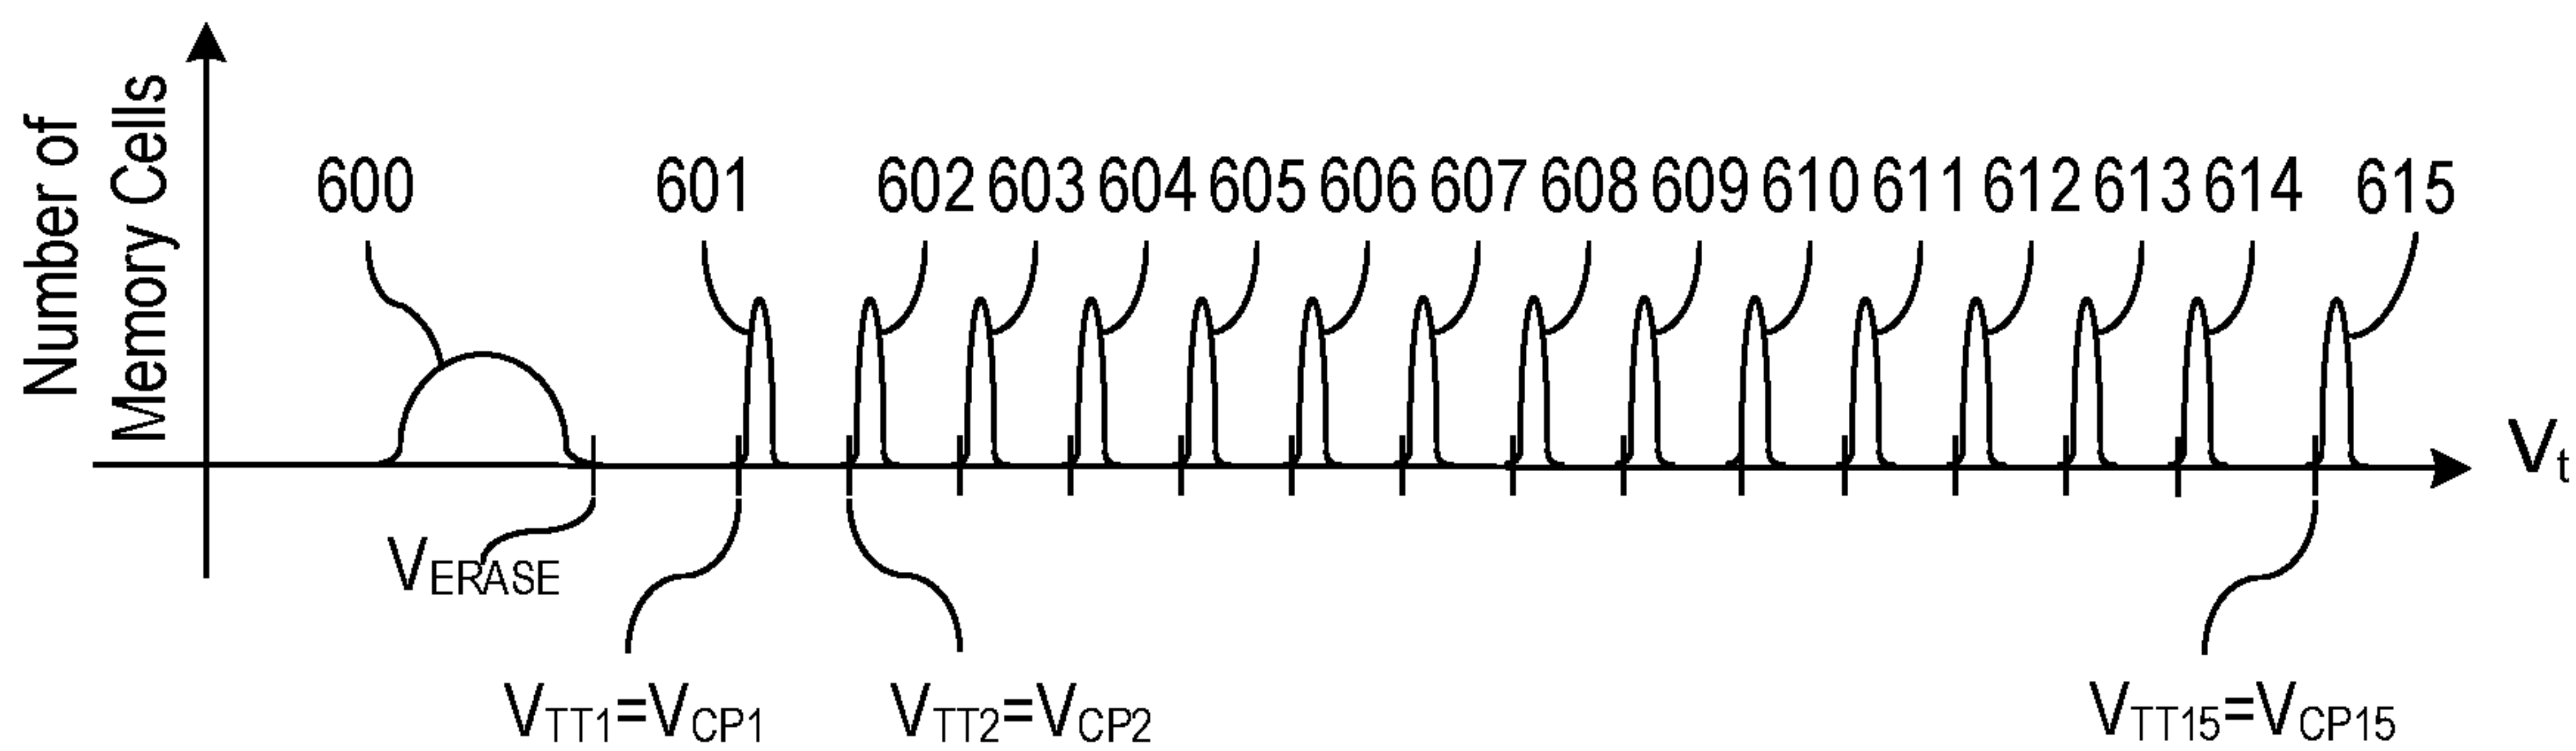 Number of
Memory Cells
600 601 602 603 604 605 606 607 608 609 610 611 612 613 614 615
Vt
VERASE
VTT1=VCP1 VTT2=VCP2 VTT15=VCP15